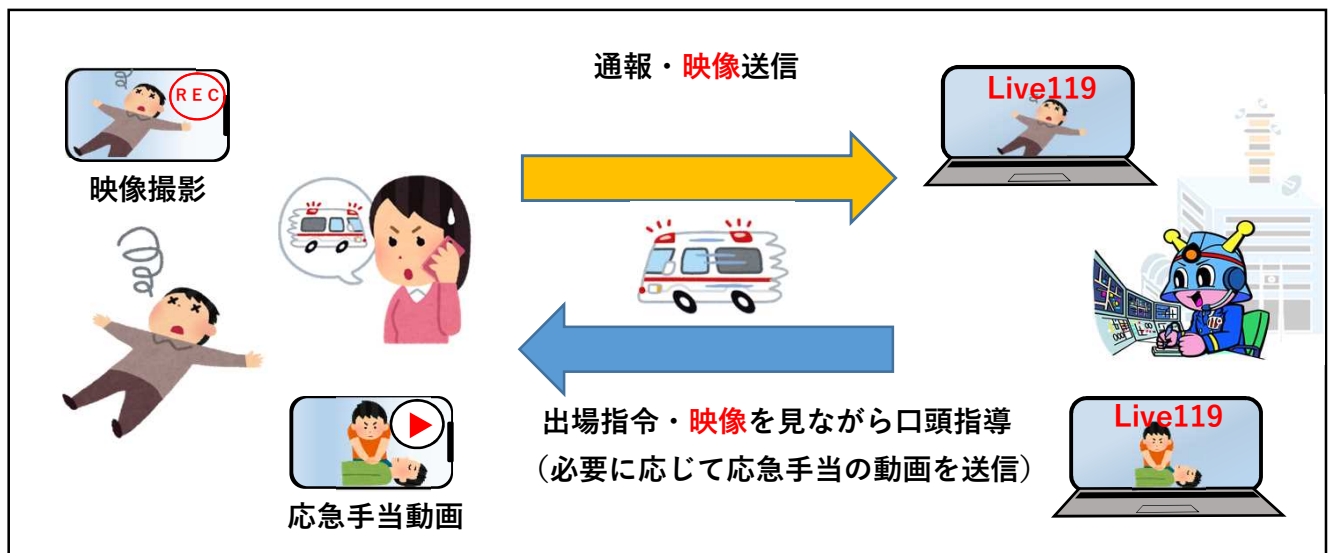 通報・映像送信
REC
Live119
映像撮影
出場指令・映像を見ながら口頭指導
（必要に応じて応急手当の動画を送信）
Live119
応急手当動画